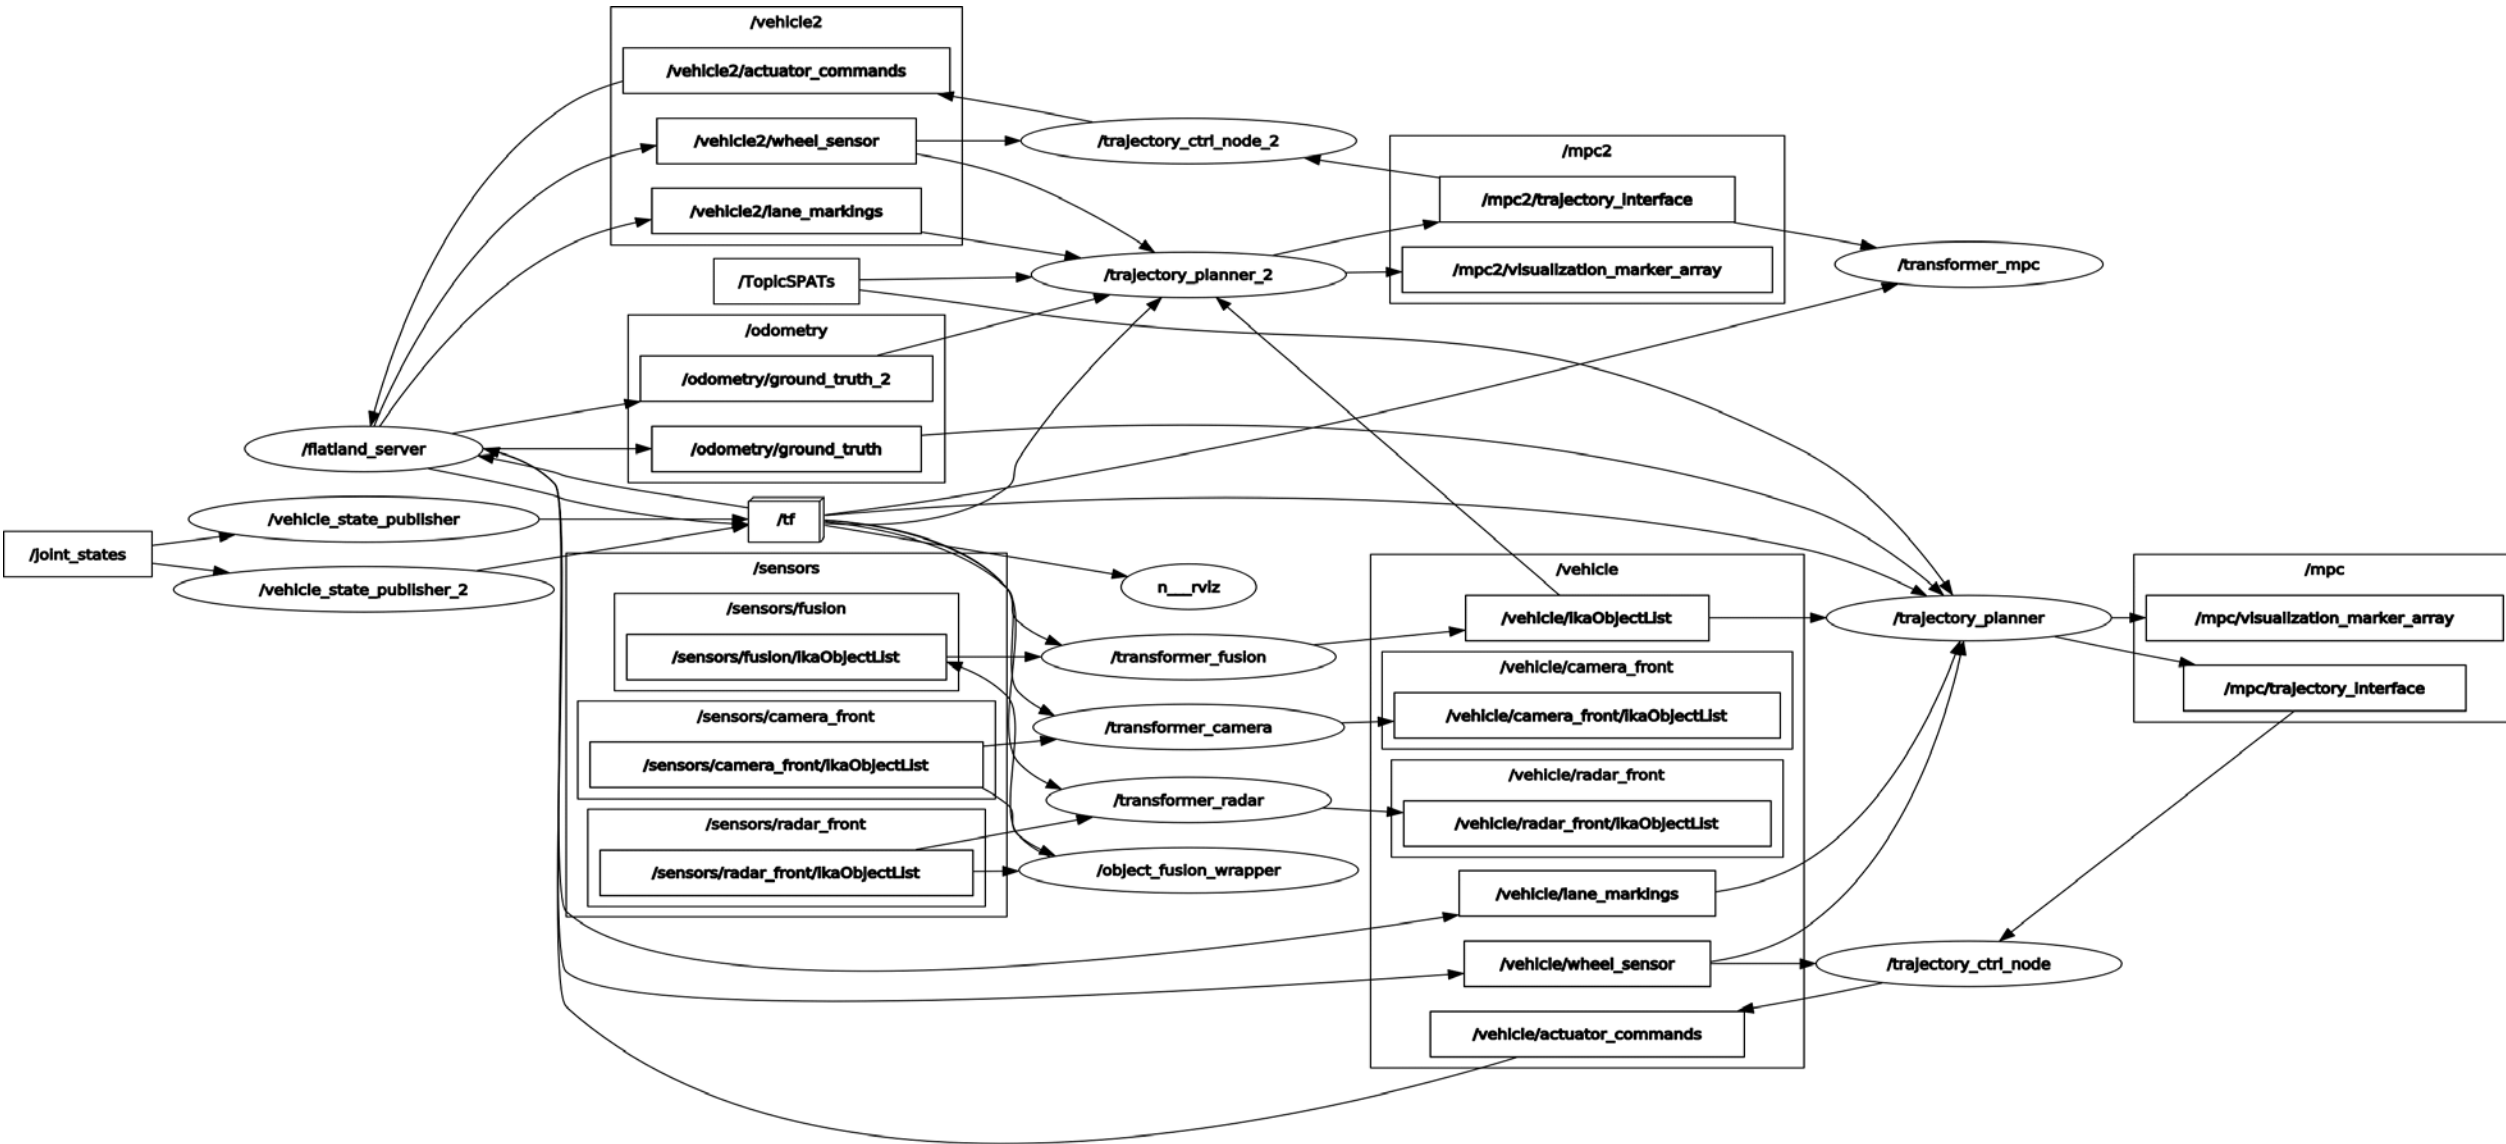 /vehicle2
/vehicle2/actuator_commands
/vehicle2/wheel_sensor
/vehicle2/lane_markings
/trajectory_ctrl_node_2
/mpc2
/mpc2/trajectory_interface
/mpc2/visualization_marker_array
/transformer_mpc
/TopicSPATs
/trajectory_planner_2
/odometry
/odometry/ground_truth_2
/odometry/ground_truth
/flatland_server
/vehicle_state_publisher
/joint_states
/vehicle_state_publisher_2
/tf
n___rviz
/sensors
/sensors/fusion
/sensors/fusion/ikaObjectList
/sensors/camera_front
/sensors/camera_front/ikaObjectList
/sensors/radar_front
/sensors/radar_front/ikaObjectList
/transformer_fusion
/transformer_camera
/transformer_radar
/object_fusion_wrapper
/vehicle
/vehicle/ikaObjectList
/vehicle/camera_front
/vehicle/camera_front/ikaObjectList
/vehicle/radar_front
/vehicle/radar_front/ikaObjectList
/vehicle/lane_markings
/vehicle/wheel_sensor
/vehicle/actuator_commands
/trajectory_planner
/trajectory_ctrl_node
/mpc
/mpc/visualization_marker_array
/mpc/trajectory_interface